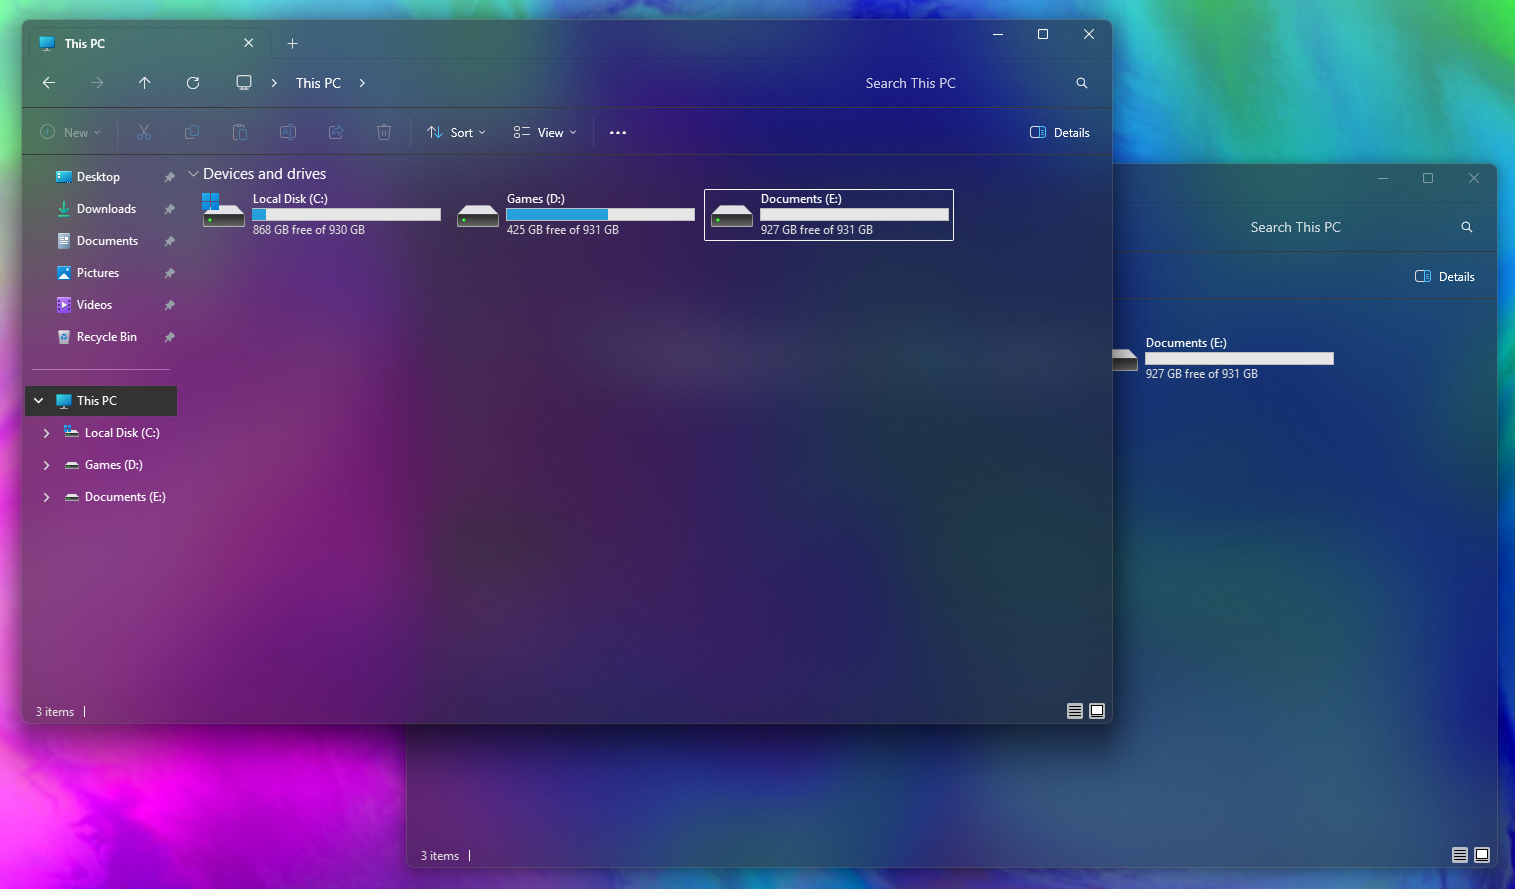 This PC
This PC
Search This PC
New
Sort
View
Details
Desktop
Downloads
Documents
Pictures
Videos
Recycle Bin
This PC
Local Disk (C:)
Games (D:)
Documents (E:)
Devices and drives
Local Disk (C:)
868 GB free of 930 GB
Games (D:)
425 GB free of 931 GB
Documents (E:)
927 GB free of 931 GB
3 items
Search This PC
Details
Documents (E:)
927 GB free of 931 GB
3 items